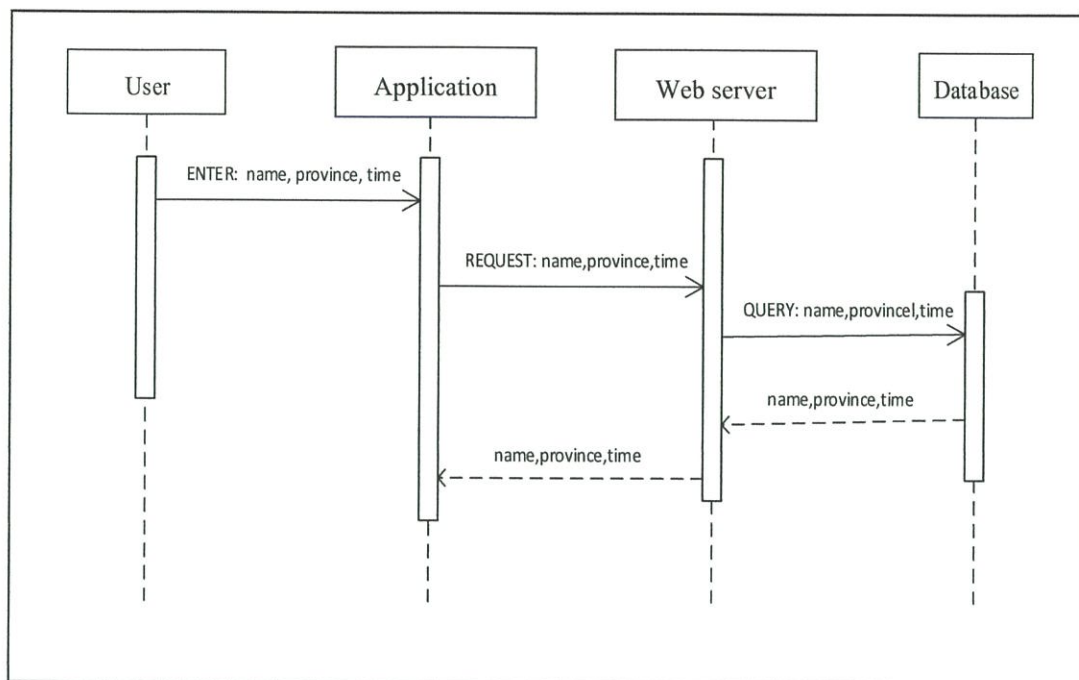 User
Application
Web server
Database
ENTER: name, province, time
REQUEST: name,province,time
QUERY: name,provincel,time
name,province,time
name,province,time